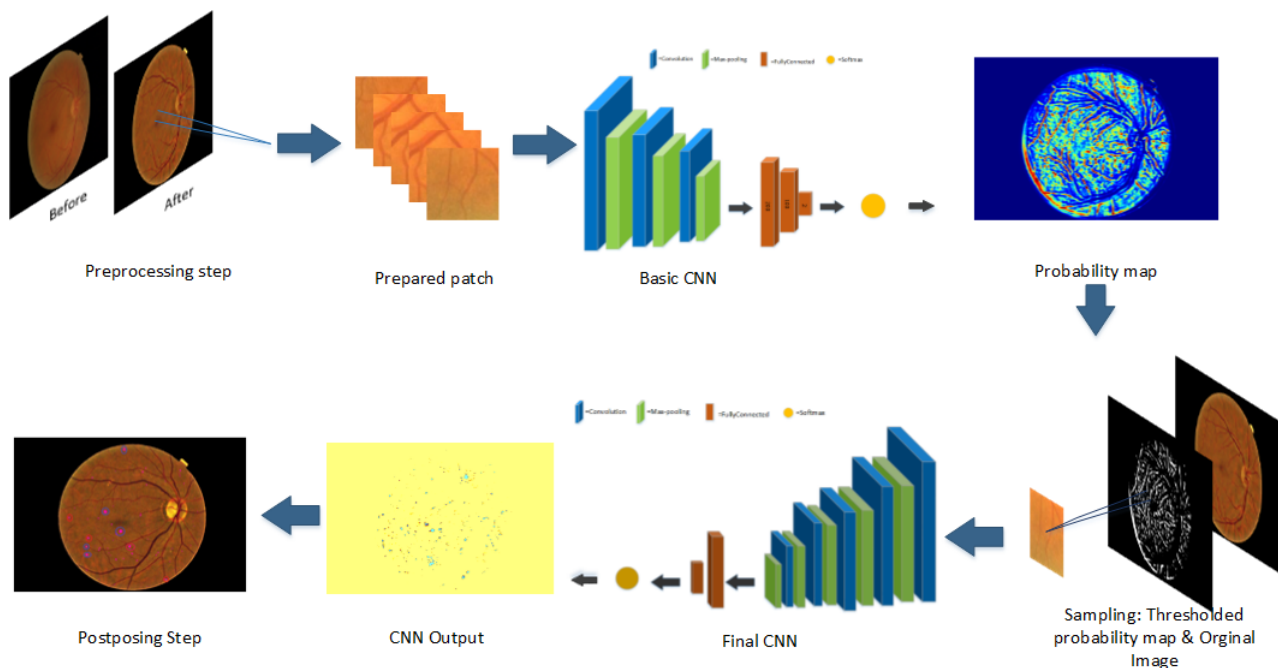 Before
After
Preprocessing step
Prepared patch
=Convolution
=Max-pooling
=FullyConnected
=Softmax
Basic CNN
Probability map
=Convolution
=Max-pooling
=FullyConnected
=Softmax
Postposing Step
CNN Output
Final CNN
Sampling: Thresholded
probability map & Orginal
Image